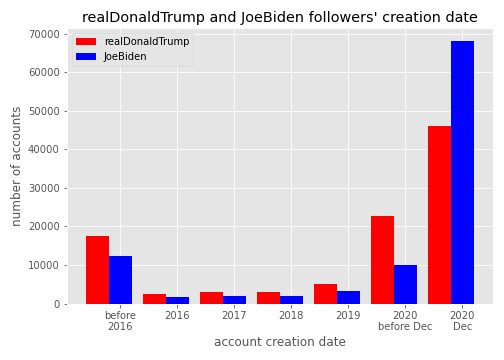 realDonaldTrump and JoeBiden followers' creation date
realDonaldTrump
JoeBiden
number of accounts
70000
60000
50000
40000
30000
20000
10000
0
before
2016
2016
2017
2018
2019
2020
before Dec
2020
Dec
account creation date